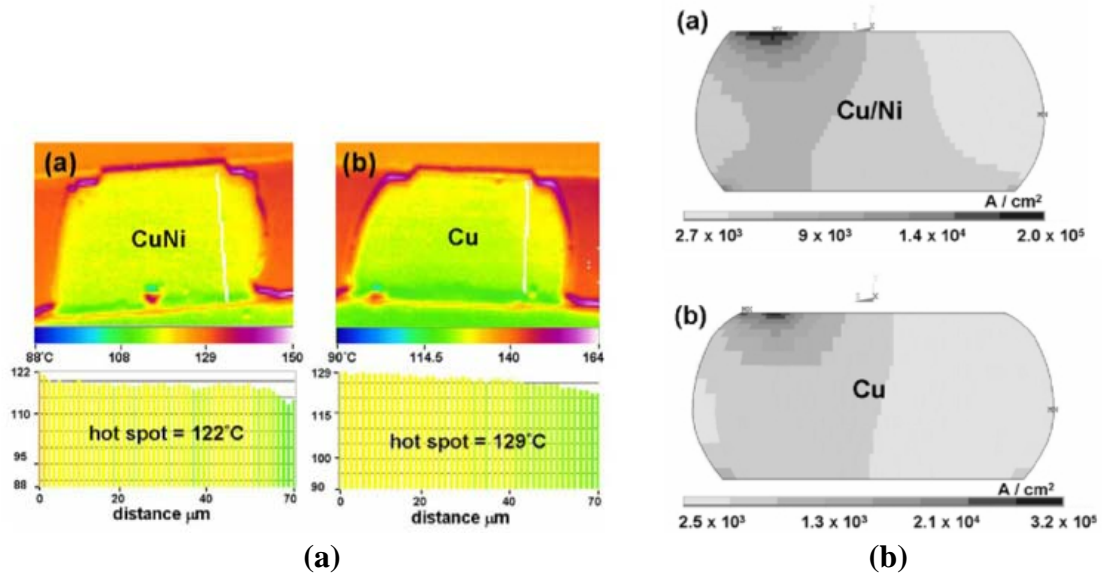 (a)
CuNi
88°C 108 129 150
122
110
95
88
hot spot = 122°C
0 20 40 70
distance μm
(b)
Cu
90°C 114.5 140 164
129
115
100
90
hot spot = 129°C
0 20 40 70
distance μm
(a)
(a)
Cu/Ni
A / cm²
2.7 x 10³ 9 x 10³ 1.4 x 10⁴ 2.0 x 10⁵
(b)
Cu
A / cm²
2.5 x 10³ 1.3 x 10³ 2.1 x 10⁴ 3.2 x 10⁵
(b)